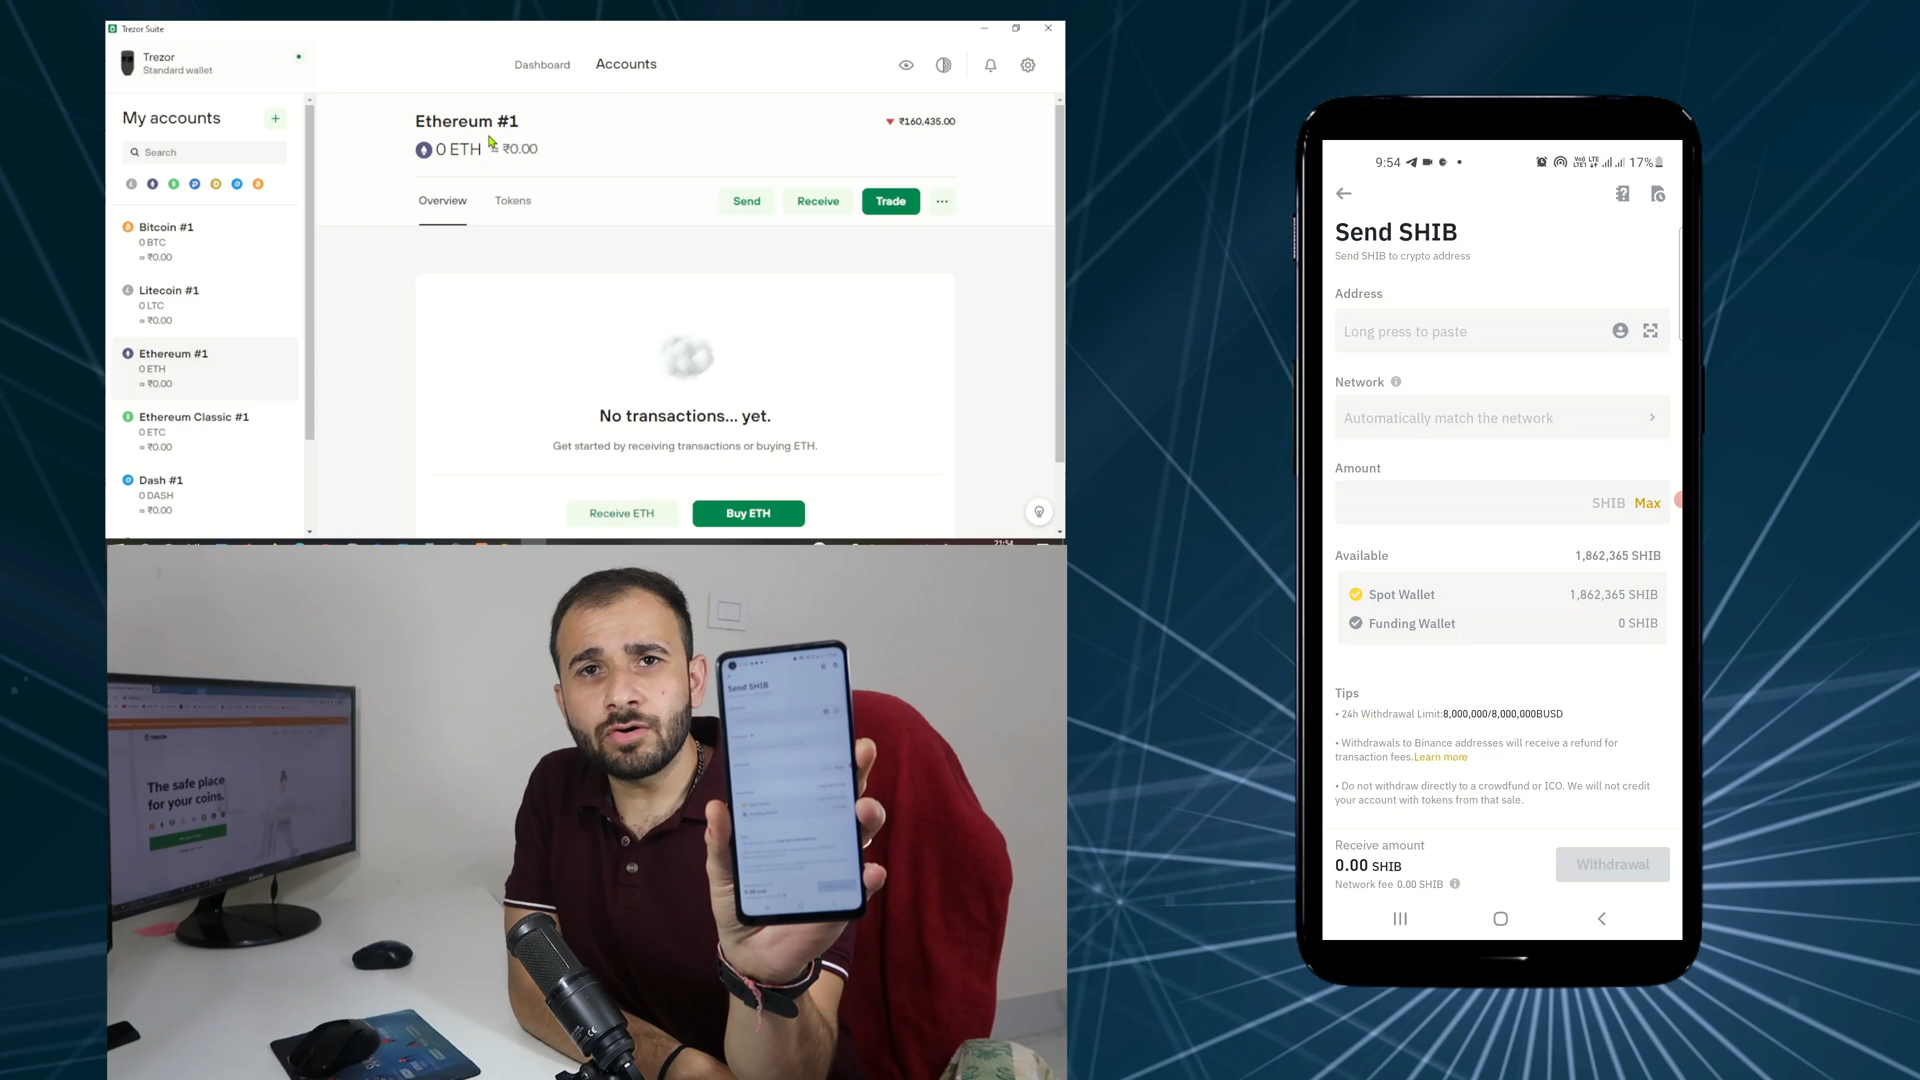 Trezor Suite
Trezor
Standard wallet
Dashboard
Accounts
My accounts
Search
Bitcoin #1
0 BTC
≈ ₹0.00
Litecoin #1
0 LTC
≈ ₹0.00
Ethereum #1
0 ETH
≈ ₹0.00
Ethereum Classic #1
0 ETC
≈ ₹0.00
Dash #1
0 DASH
≈ ₹0.00
Ethereum #1
₹160,435.00
0 ETH ≈ ₹0.00
Overview
Tokens
Send
Receive
Trade
No transactions... yet.
Get started by receiving transactions or buying ETH.
Receive ETH
Buy ETH
21:54
The safe place
for your coins.
Send SHIB
9:54
17%
Send SHIB
Send SHIB to crypto address
Address
Long press to paste
Network
Automatically match the network
Amount
SHIB Max
Available 1,862,365 SHIB
Spot Wallet 1,862,365 SHIB
Funding Wallet 0 SHIB
Tips
• 24h Withdrawal Limit:8,000,000/8,000,000BUSD
• Withdrawals to Binance addresses will receive a refund for
transaction fees.Learn more
• Do not withdraw directly to a crowdfund or ICO. We will not credit
your account with tokens from that sale.
Receive amount
0.00 SHIB
Network fee 0.00 SHIB
Withdrawal